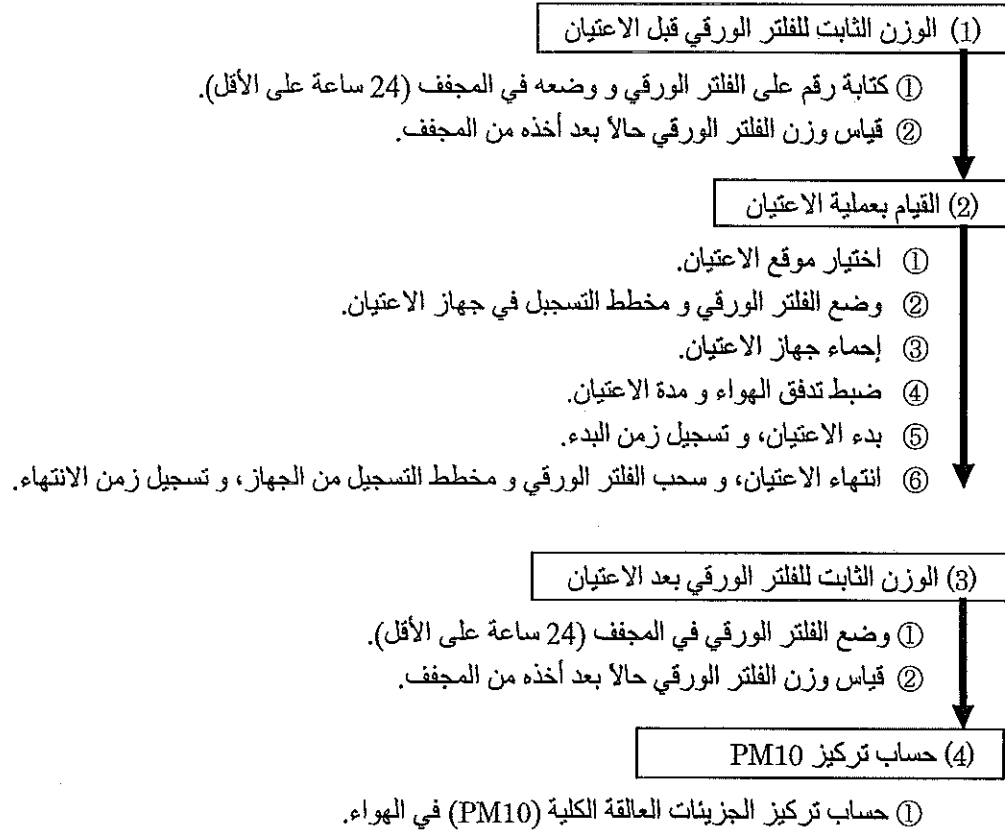 (1) الوزن الثابت للفلتر الورقي قبل الاعتيان
① كتابة رقم على الفلتر الورقي و وضعه في المجفف (24 ساعة على الأقل).
② قياس وزن الفلتر الورقي حالاً بعد أخذه من المجفف.
(2) القيام بعملية الاعتيان
① اختيار موقع الاعتيان.
② وضع الفلتر الورقي و مخطط التسجيل في جهاز الاعتيان.
③ إحماء جهاز الاعتيان.
④ ضبط تدفق الهواء و مدة الاعتيان.
⑤ بدء الاعتيان، و تسجيل زمن البدء.
⑥ انتهاء الاعتيان، و سحب الفلتر الورقي و مخطط التسجيل من الجهاز، و تسجيل زمن الانتهاء.
(3) الوزن الثابت للفلتر الورقي بعد الاعتيان
① وضع الفلتر الورقي في المجفف (24 ساعة على الأقل).
② قياس وزن الفلتر الورقي حالاً بعد أخذه من المجفف.
(4) حساب تركيز PM10
① حساب تركيز الجزيئات العالقة الكلية (PM10) في الهواء.